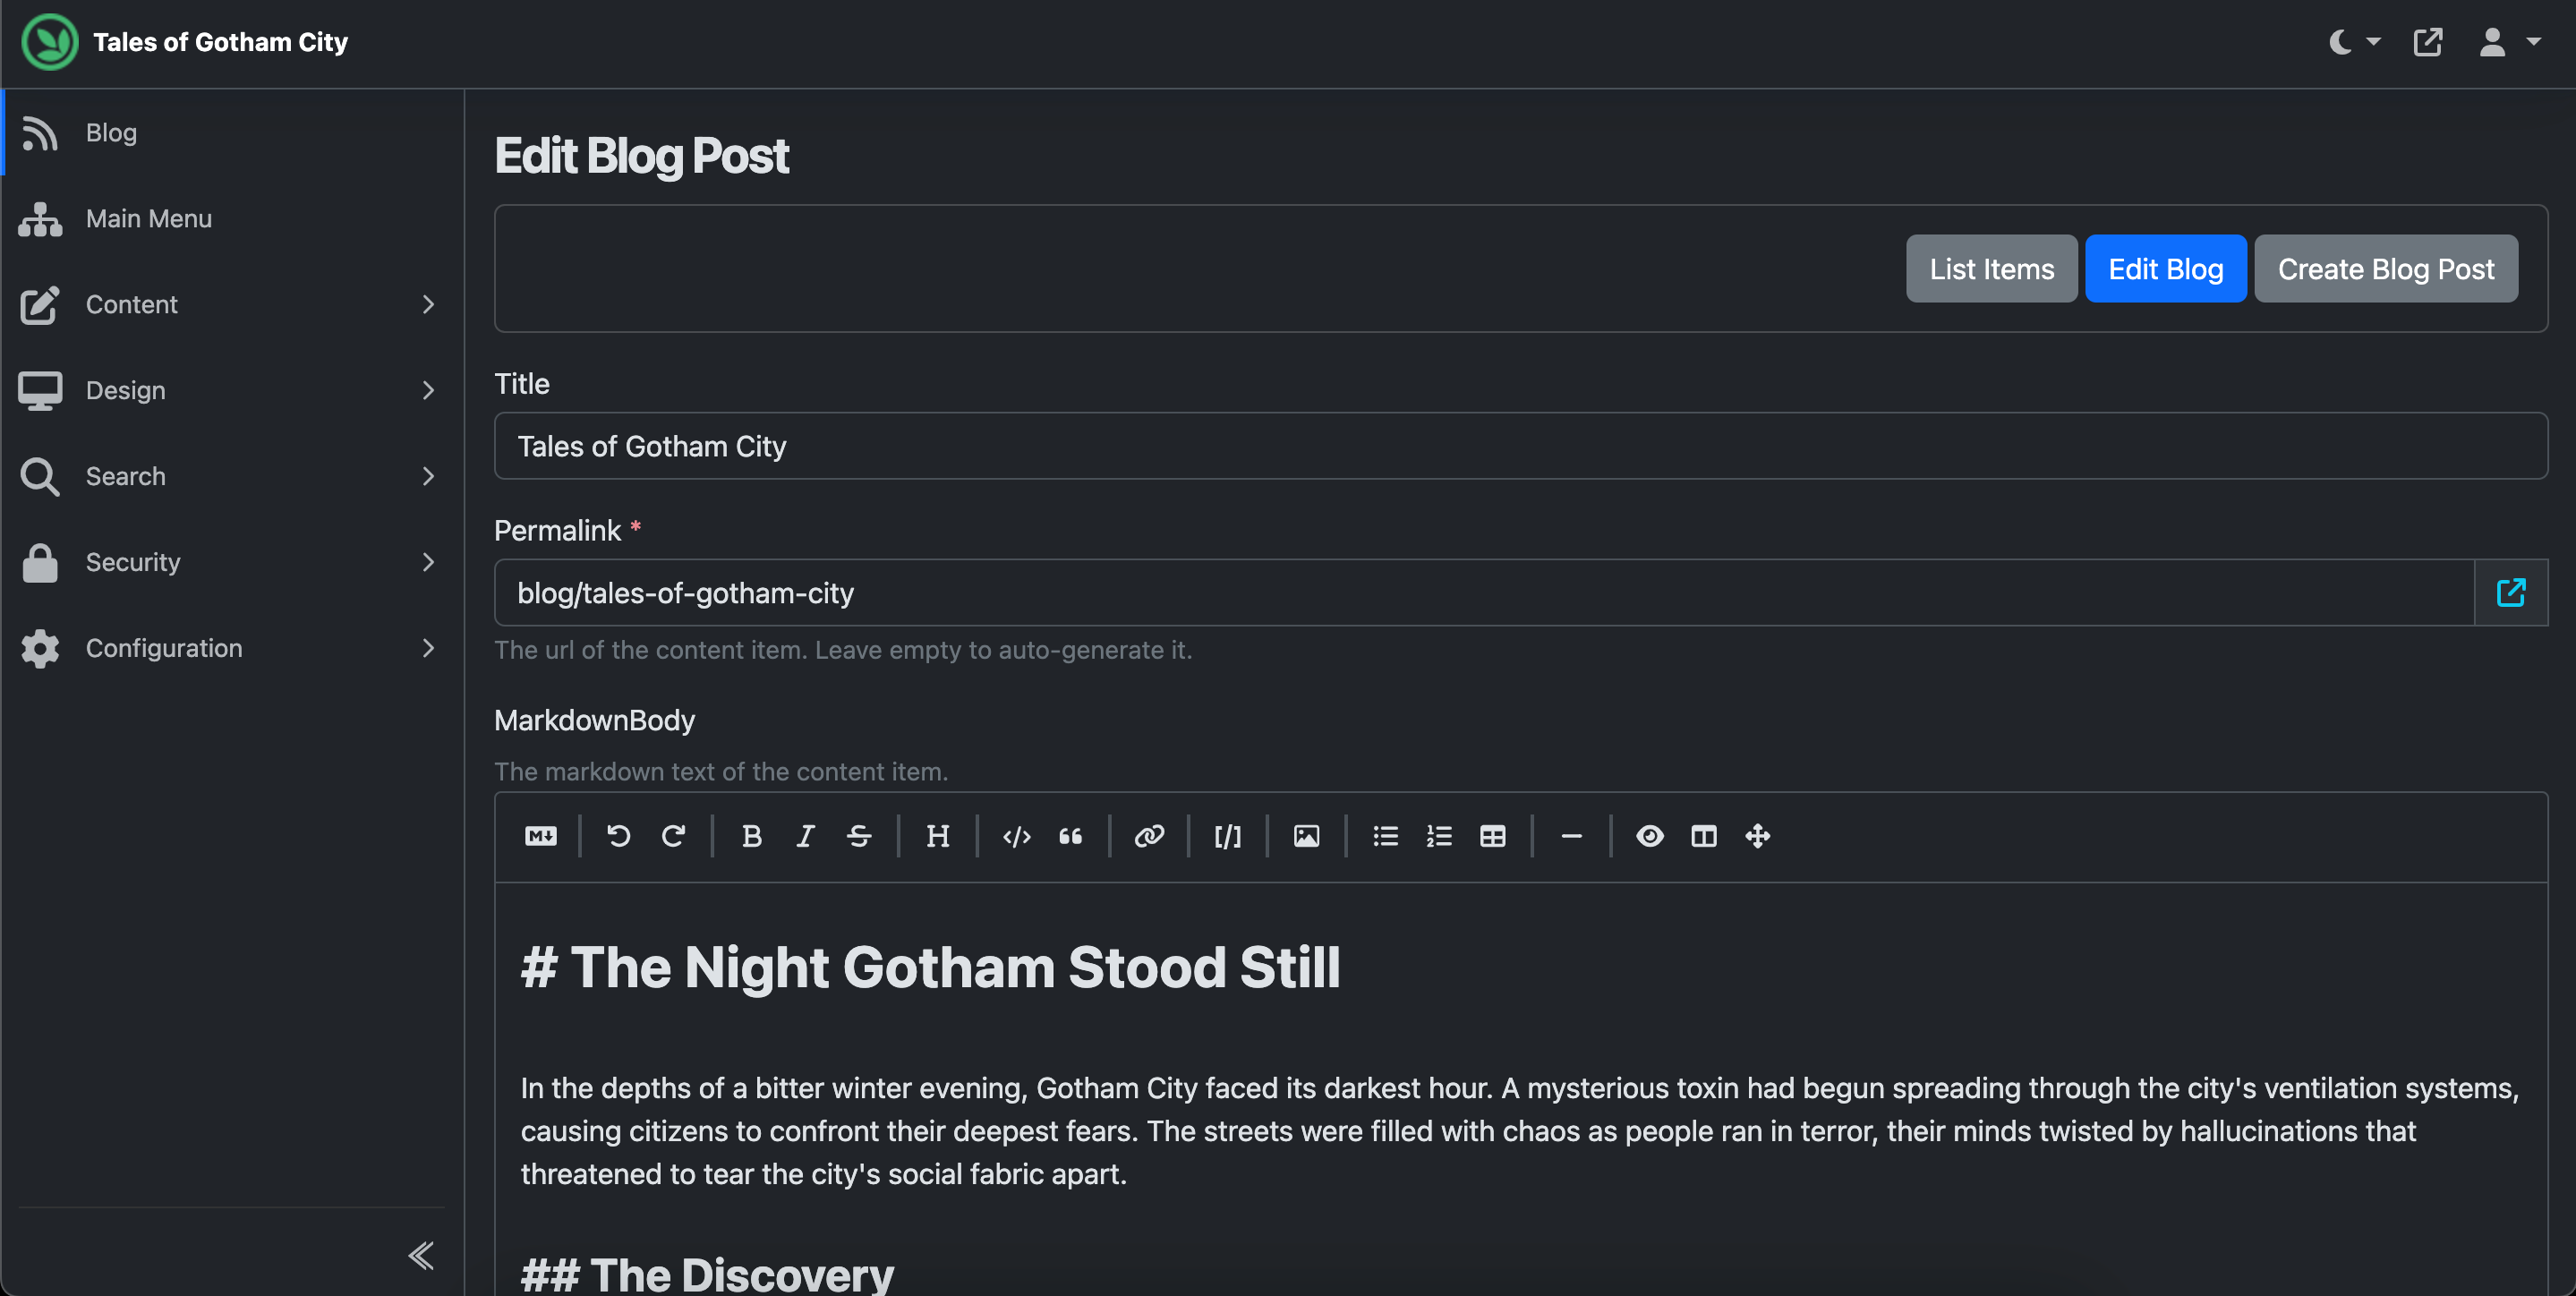 Tales of Gotham City
Blog
Main Menu
Content
Design
Search
Security
Configuration
Edit Blog Post
List Items
Edit Blog
Create Blog Post
Title
Tales of Gotham City
Permalink *
blog/tales-of-gotham-city
The url of the content item. Leave empty to auto-generate it.
MarkdownBody
The markdown text of the content item.
# The Night Gotham Stood Still
In the depths of a bitter winter evening, Gotham City faced its darkest hour. A mysterious toxin had begun spreading through the city's ventilation systems,
causing citizens to confront their deepest fears. The streets were filled with chaos as people ran in terror, their minds twisted by hallucinations that
threatened to tear the city's social fabric apart.
## The Discovery